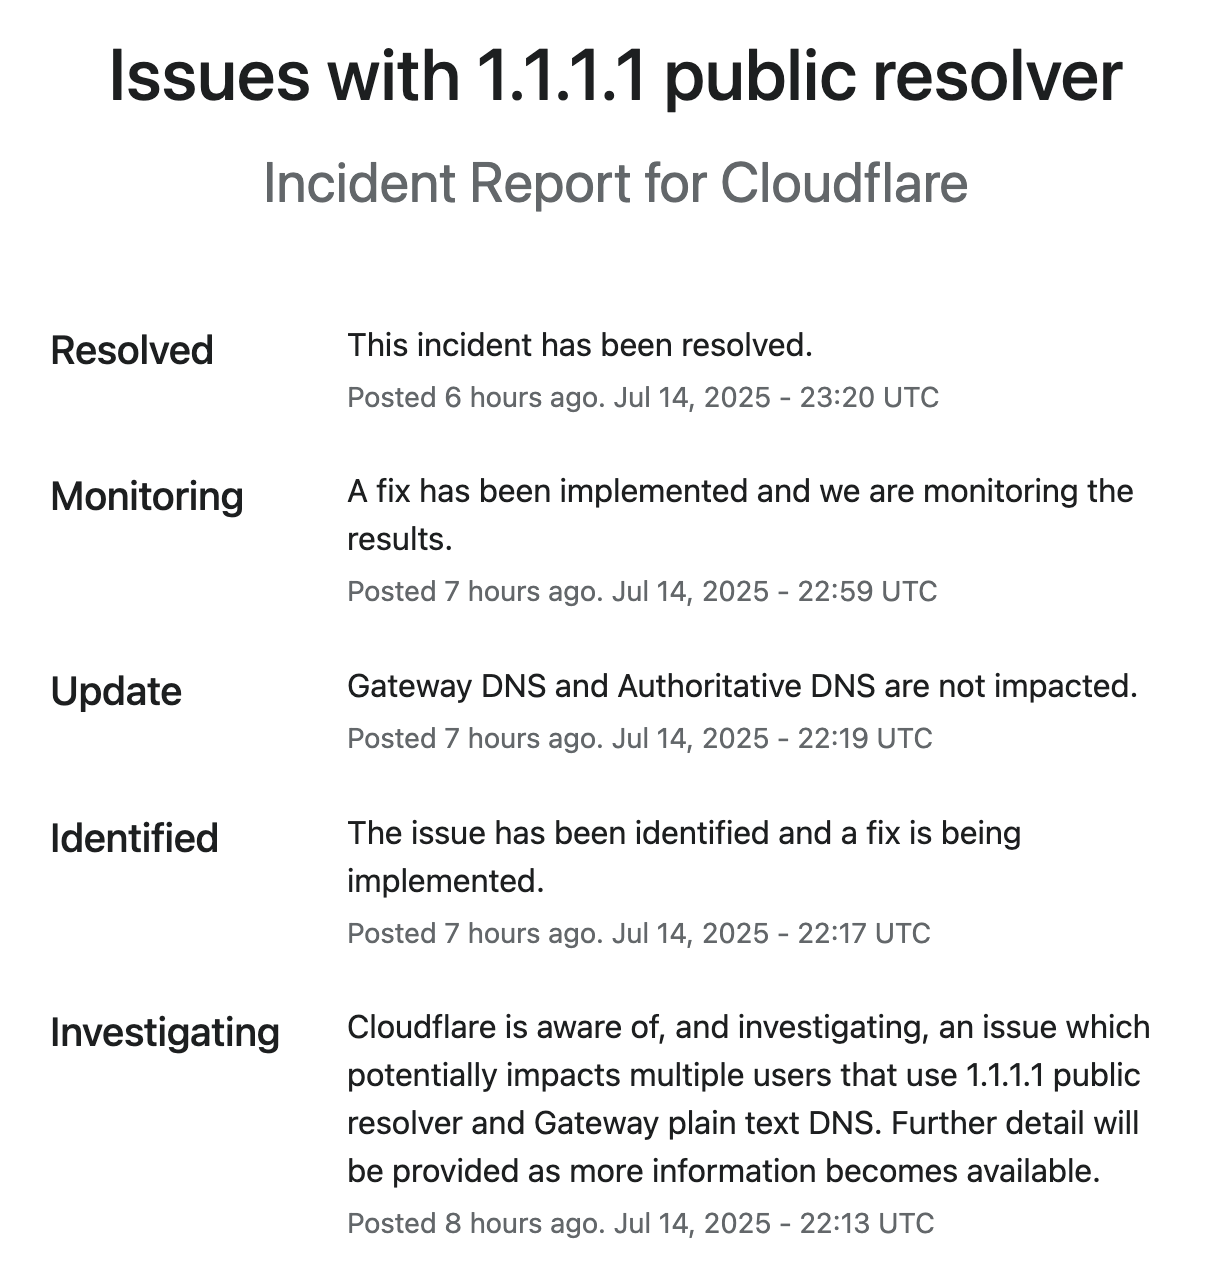 Issues with 1.1.1.1 public resolver
Incident Report for Cloudflare
Resolved
This incident has been resolved.
Posted 6 hours ago. Jul 14, 2025 - 23:20 UTC
Monitoring
A fix has been implemented and we are monitoring the
results.
Posted 7 hours ago. Jul 14, 2025 - 22:59 UTC
Update
Gateway DNS and Authoritative DNS are not impacted.
Posted 7 hours ago. Jul 14, 2025 - 22:19 UTC
Identified
The issue has been identified and a fix is being
implemented.
Posted 7 hours ago. Jul 14, 2025 - 22:17 UTC
Investigating
Cloudflare is aware of, and investigating, an issue which
potentially impacts multiple users that use 1.1.1.1 public
resolver and Gateway plain text DNS. Further detail will
be provided as more information becomes available.
Posted 8 hours ago. Jul 14, 2025 - 22:13 UTC